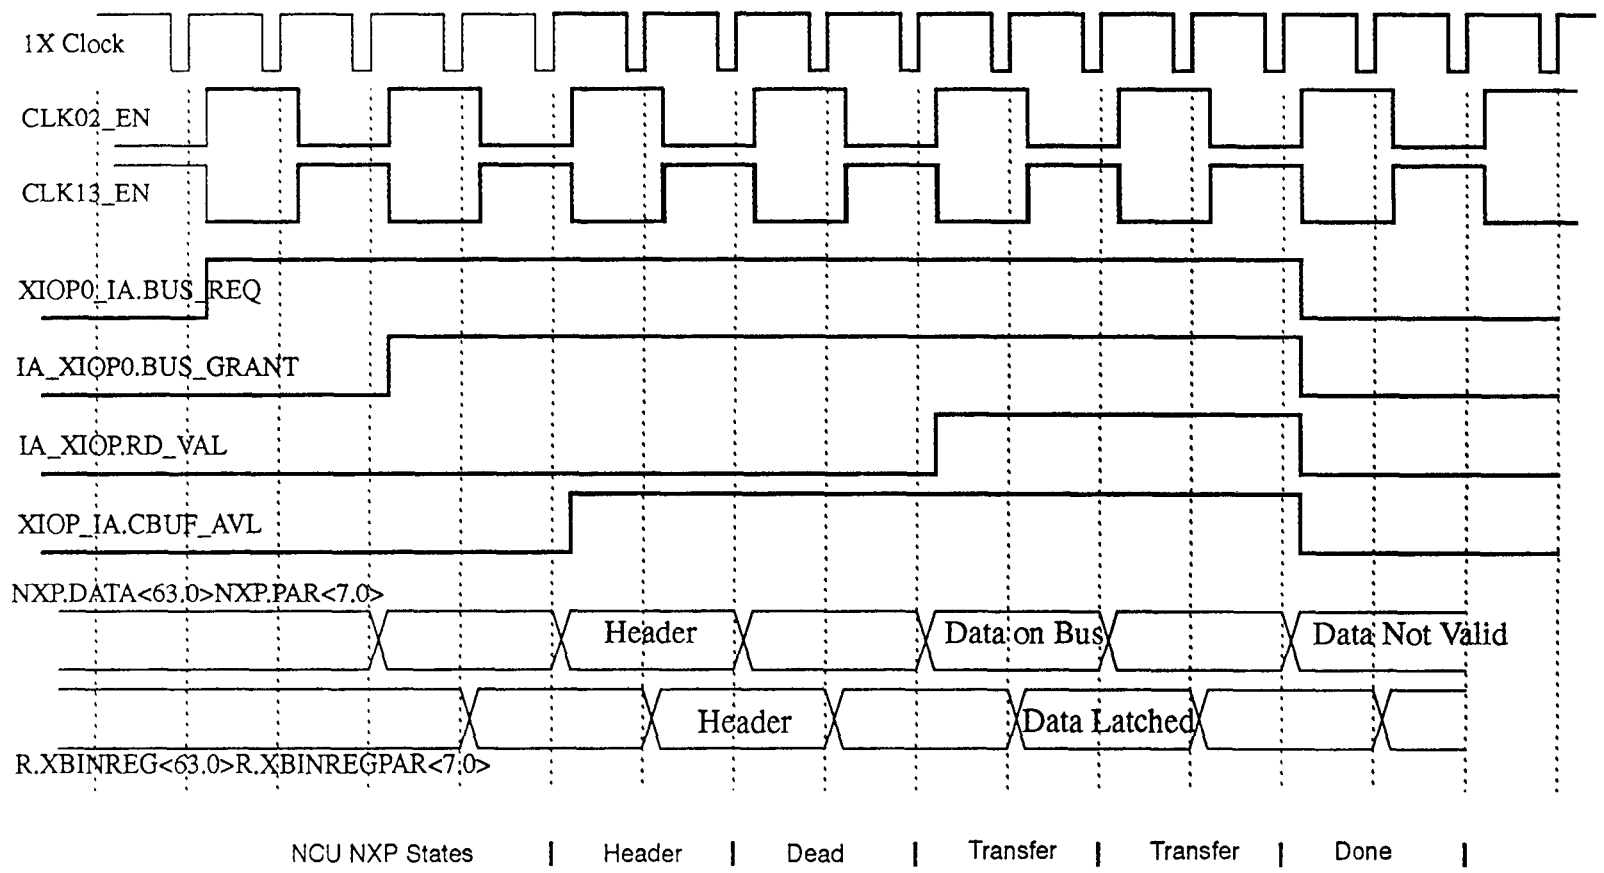 1X Clock
CLK02_EN
CLK13_EN
XIOP0_IA.BUS_REQ
IA_XIOP0.BUS_GRANT
IA_XIOP.RD_VAL
XIOP_IA.CBUF_AVL
NXP.DATA<63.0>NXP.PAR<7.0>
Header Data on Bus Data Not Valid
Header Data Latched
R.XBINREG<63.0>R.XBINREGPAR<7.0>
NCU NXP States | Header | Dead | Transfer | Transfer | Done |